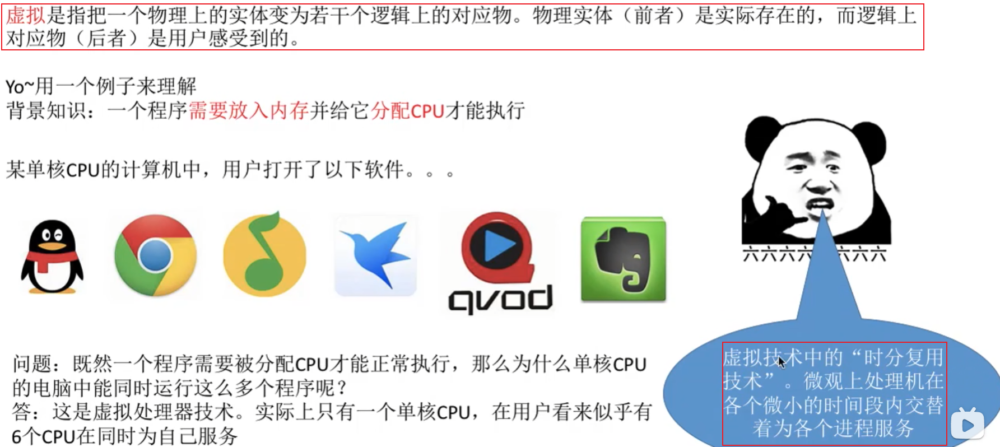 虚拟是指把一个物理上的实体变为若干个逻辑上的对应物。物理实体（前者）是实际存在的，而逻辑上
对应物（后者）是用户感受到的。
Yo~用一个例子来理解
背景知识：一个程序需要放入内存并给它分配CPU才能执行
某单核CPU的计算机中，用户打开了以下软件。。。
qvod
六六六六六六六六
问题：既然一个程序需要被分配CPU才能正常执行，那么为什么单核CPU
的电脑中能同时运行这么多个程序呢？
答：这是虚拟处理器技术。实际上只有一个单核CPU，在用户看来似乎有
6个CPU在同时为自己服务
虚拟技术中的“时分复用
技术”。微观上处理机在
各个微小的时间段内交替
着为各个进程服务